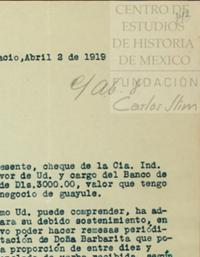 CENTRO DE
ESTUDIOS
DE HISTORIA
DE MEXICO
FUNDACIÓN
Carlos Slim
acio,Abril 2 de 1919
esente, cheque de la Cia. Ind.
vor de Ud. y cargo del Banco de
de Dls.3000.00, valor que tengo
negocio de guayule.
mo Ud. puede comprender, ha ad
ara su debido sostenimiento, en
vo poder hacer remesas periódi
tación de Doña Barbarita que po
a proporción de entre diez y